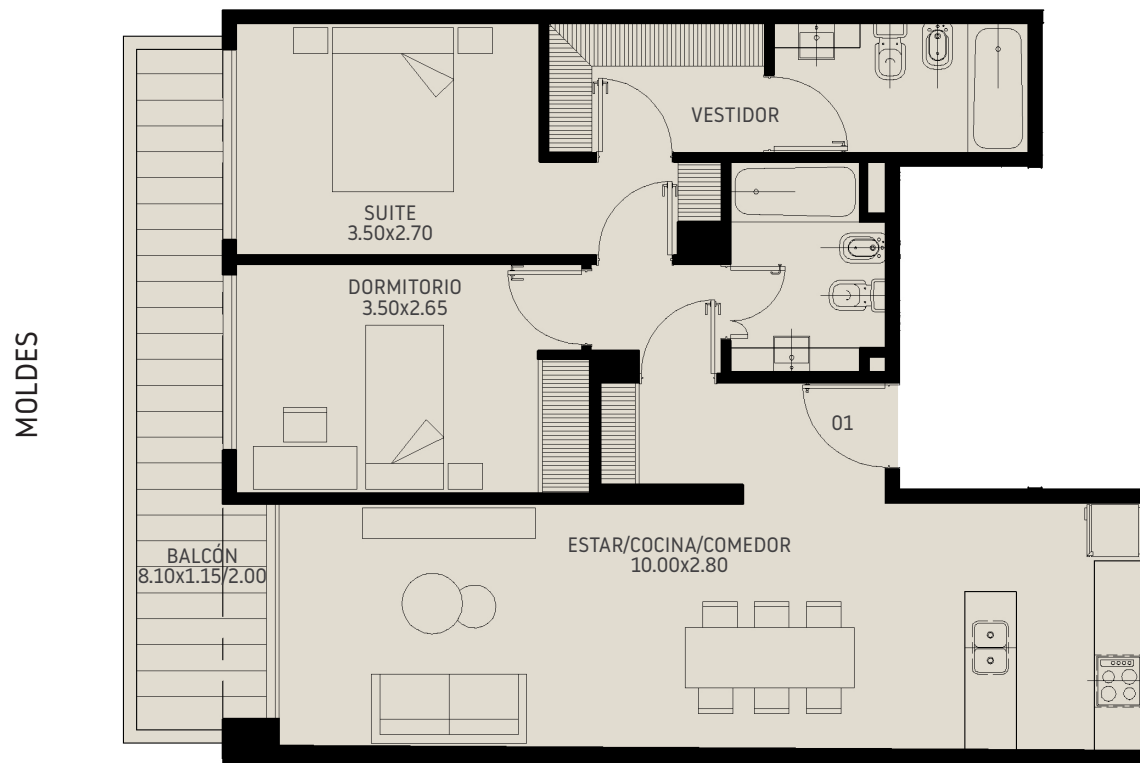 VESTIDOR
SUITE
3.50x2.70
DORMITORIO
3.50x2.65
MOLDES
01
ESTAR/COCINA/COMEDOR
10.00x2.80
BALCÓN
8.10x1.15/2.00